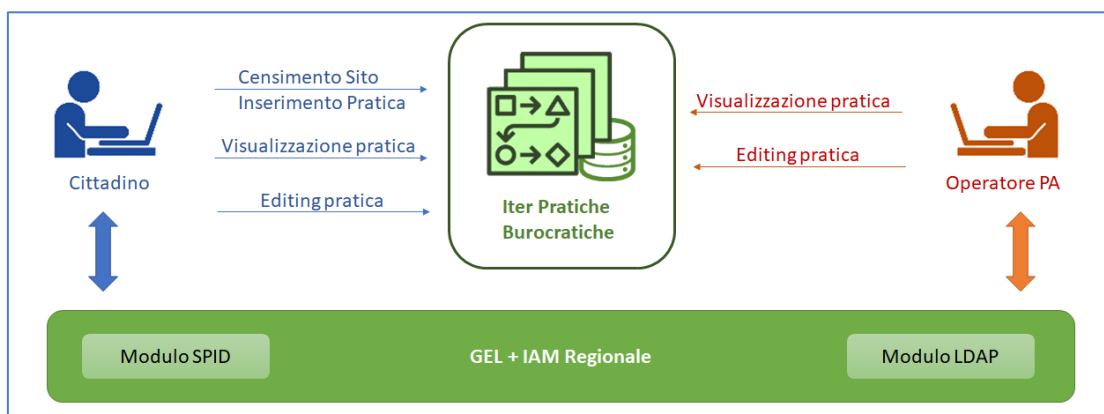 Censimento Sito
Inserimento Pratica
Visualizzazione pratica
Editing pratica
Cittadino
Iter Pratiche
Burocratiche
Visualizzazione pratica
Editing pratica
Operatore PA
Modulo SPID
GEL + IAM Regionale
Modulo LDAP